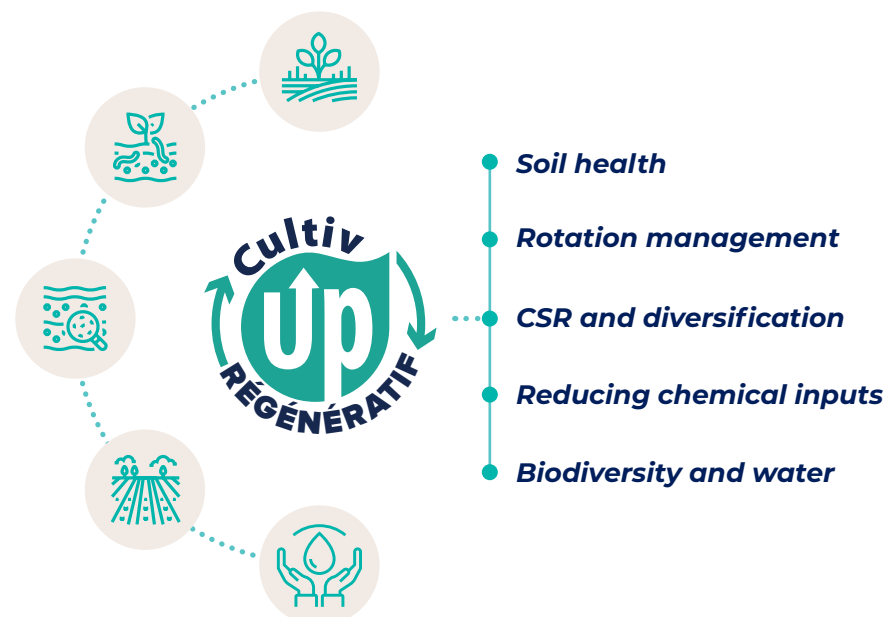 Cultiv
up
RÉGÉNÉRATIF
Soil health
Rotation management
CSR and diversification
Reducing chemical inputs
Biodiversity and water